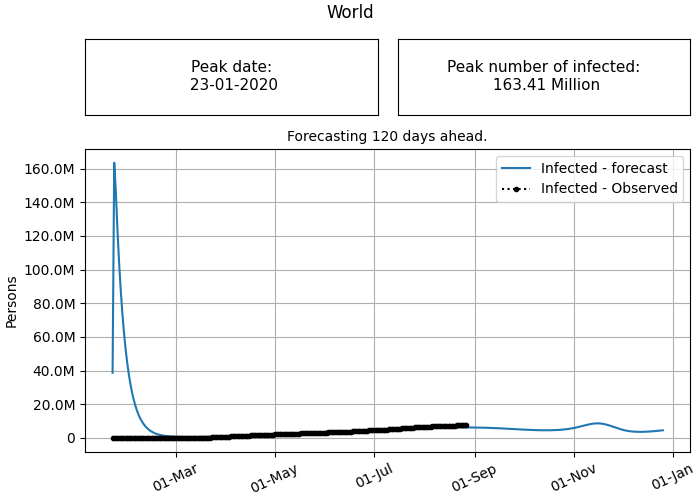 World
Peak date:
23-01-2020
Peak number of infected:
163.41 Million
Forecasting 120 days ahead.
Infected - forecast
Infected - Observed
Persons
160.0M
140.0M
120.0M
100.0M
80.0M
60.0M
40.0M
20.0M
0
01-Mar
01-May
01-Jul
01-Sep
01-Nov
01-Jan